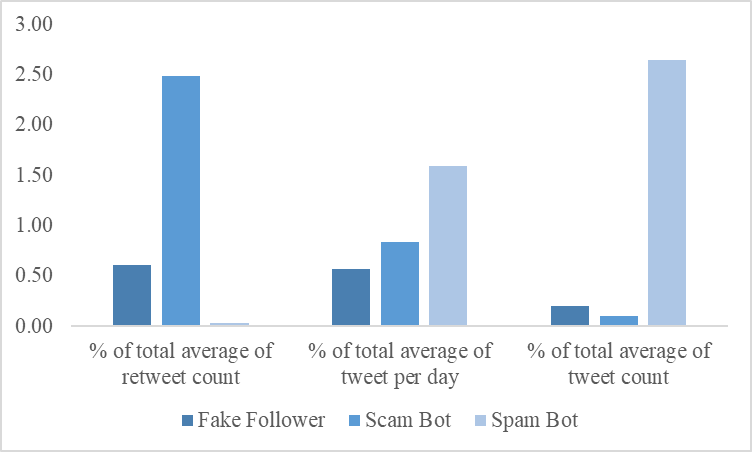 3.00
2.50
2.00
1.50
1.00
0.50
0.00
% of total average of
retweet count
% of total average of
tweet per day
% of total average of
tweet count
Fake Follower Scam Bot Spam Bot